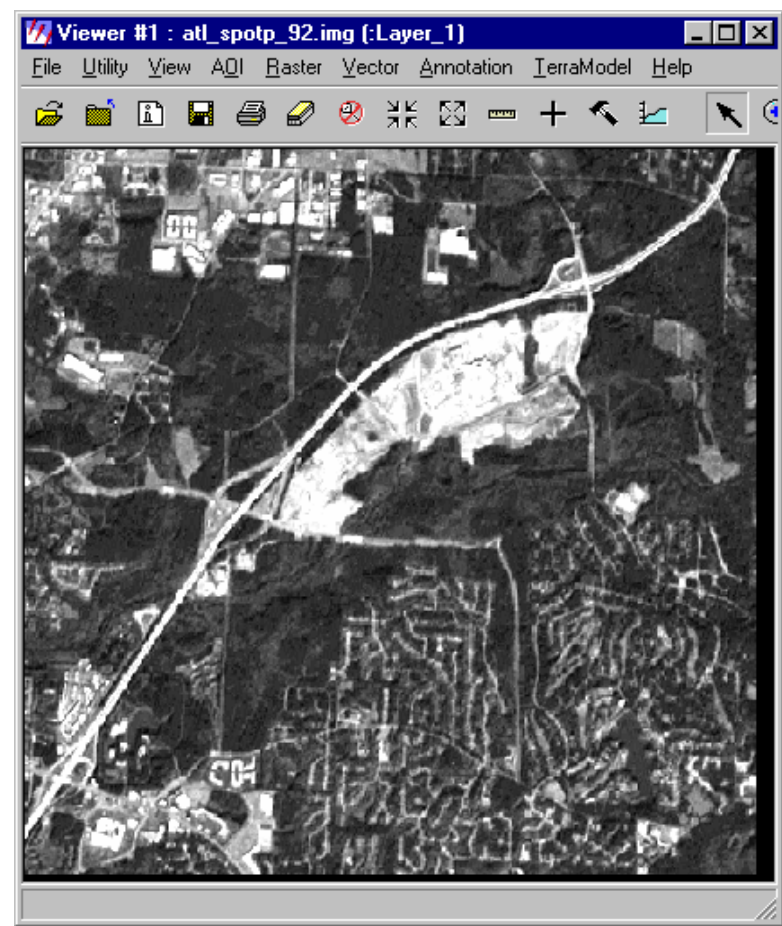 Viewer #1 : atl_spotp_92.img (:Layer_1)
File Utility View AOI Raster Vector Annotation TerraModel Help